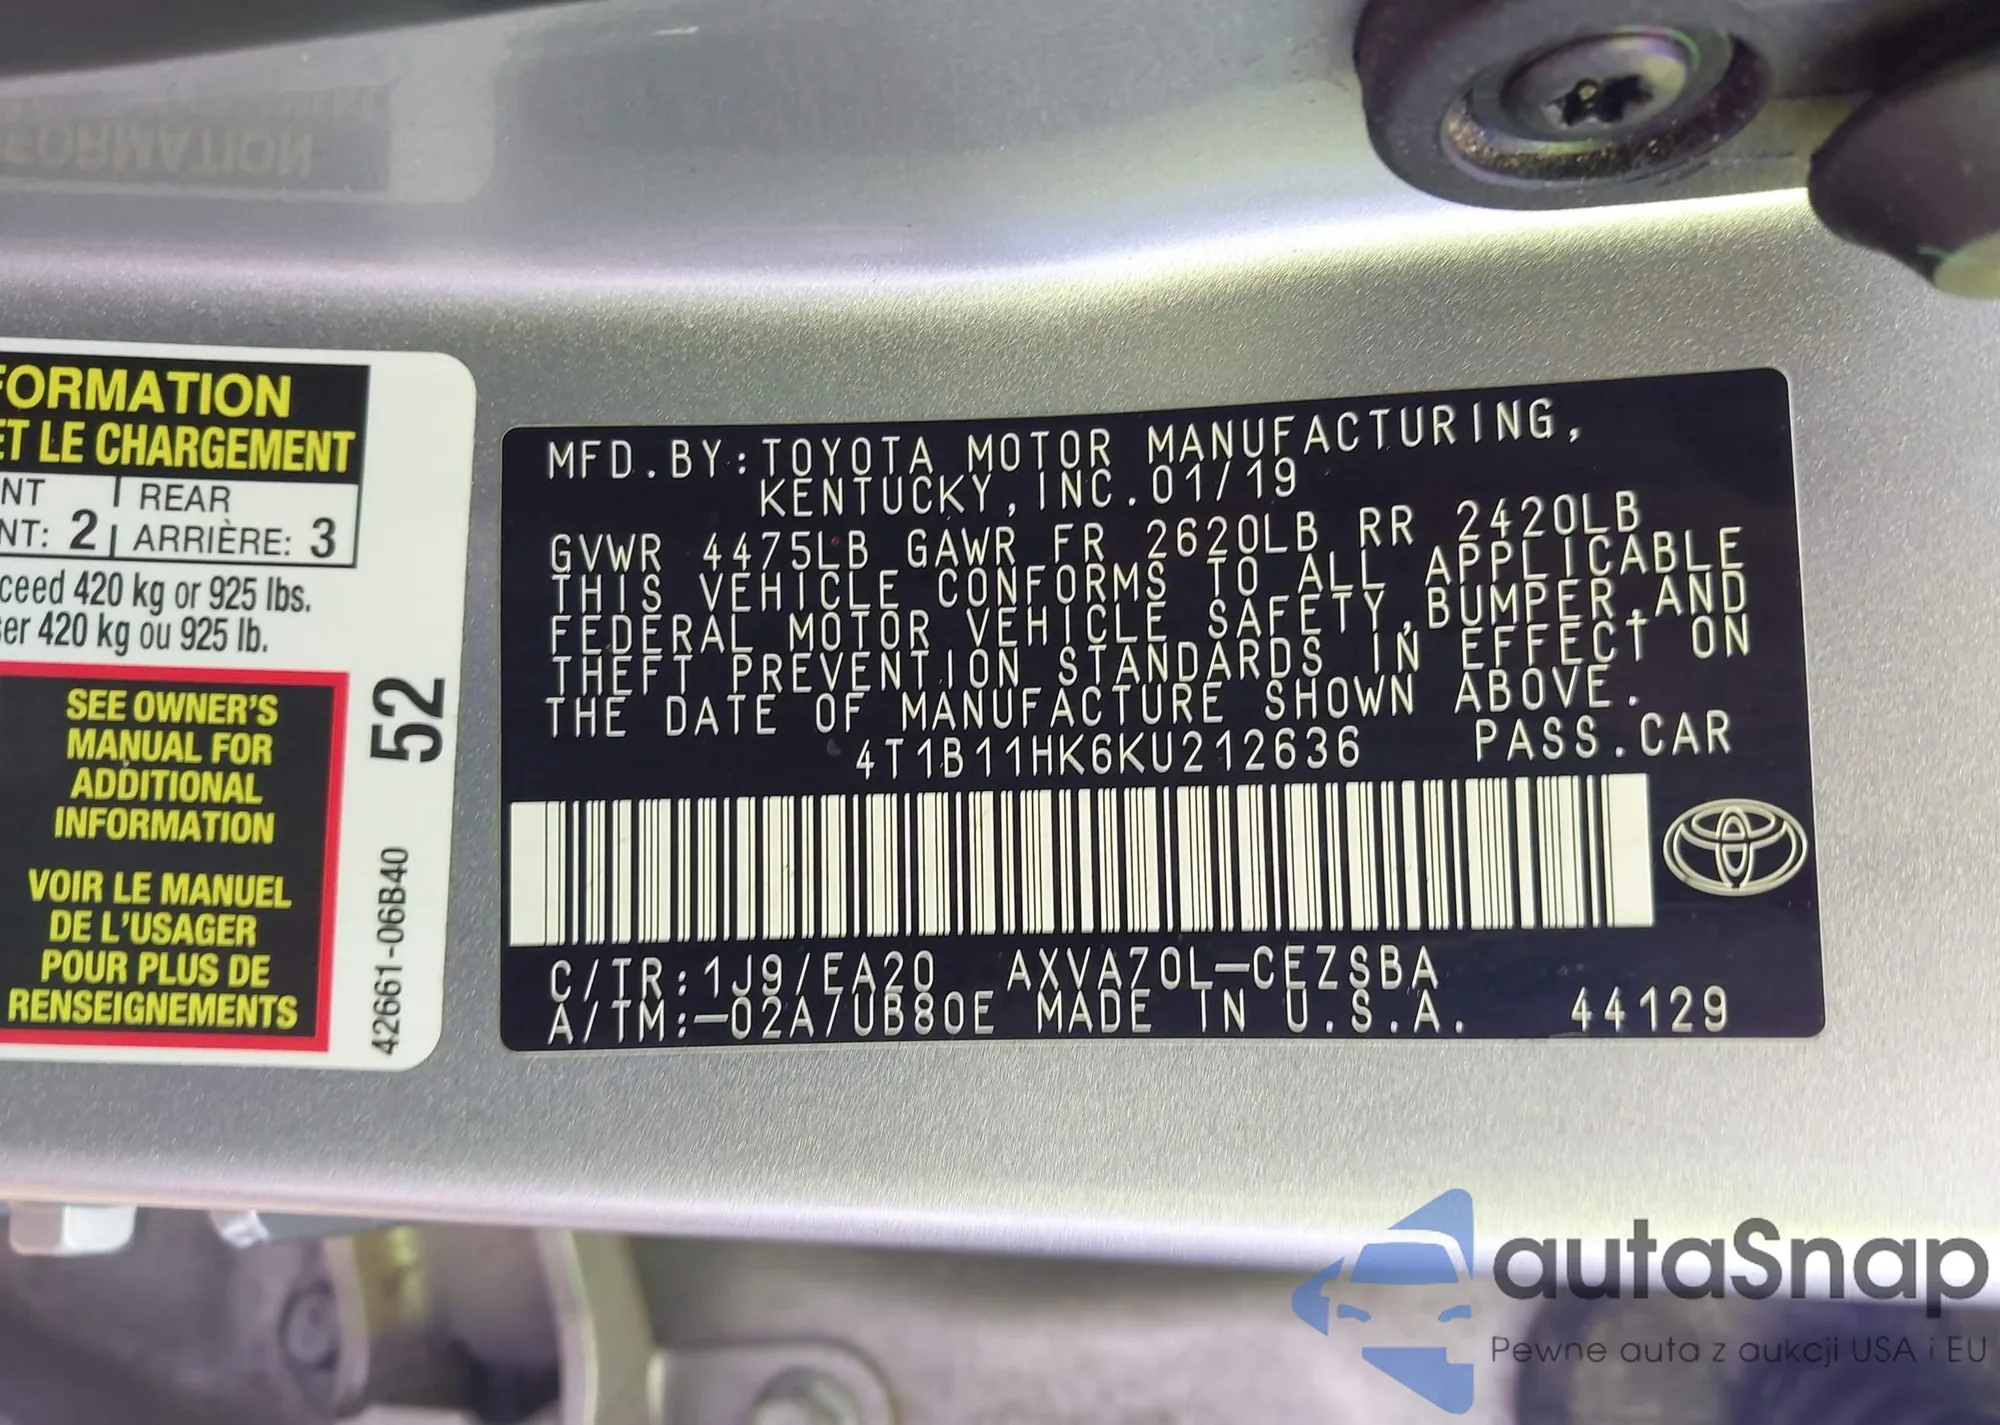 FORMATION
FORMATION
ET LE CHARGEMENT
NT | REAR
NT: 2 | ARRIÈRE: 3
ceed 420 kg or 925 lbs.
er 420 kg ou 925 lb.
SEE OWNER'S
MANUAL FOR
ADDITIONAL
INFORMATION
VOIR LE MANUEL
DE L'USAGER
POUR PLUS DE
RENSEIGNEMENTS
52
42661-06B40
MFD.BY:TOYOTA MOTOR MANUFACTURING,
KENTUCKY,INC.01/19
GVWR 4475LB GAWR FR 2620LB RR 2420LB
THIS VEHICLE CONFORMS TO ALL APPLICABLE
FEDERAL MOTOR VEHICLE SAFETY,BUMPER,AND
THEFT PREVENTION STANDARDS IN EFFECT ON
THE DATE OF MANUFACTURE SHOWN ABOVE.
4T1B11HK6KU212636 PASS.CAR
C/TR:1J9/EA20 AXVA70L-CEZSBA
A/TM:-02A/UB80E MADE IN U.S.A. 44129
autaSnap
Pewne auta z aukcji USA i EU